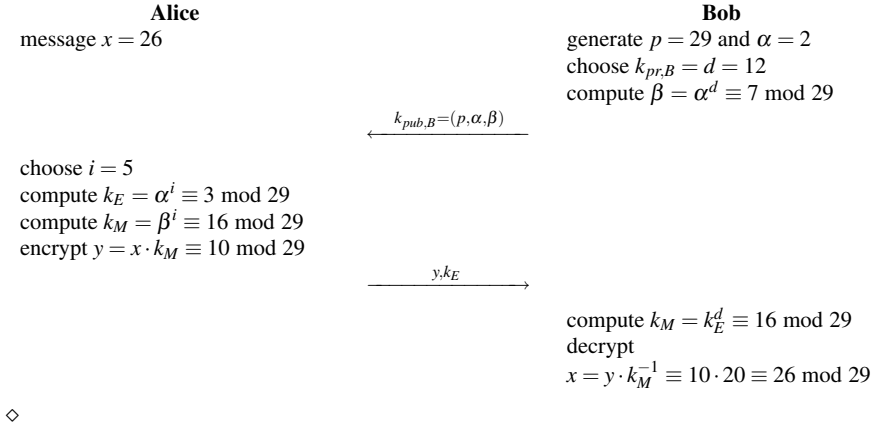 Alice
Bob
message x = 26
generate p = 29 and α = 2
choose k_{pr,B} = d = 12
compute β = α^d ≡ 7 mod 29
k_{pub,B}=(p,α,β)
choose i = 5
compute k_E = α^i ≡ 3 mod 29
compute k_M = β^i ≡ 16 mod 29
encrypt y = x · k_M ≡ 10 mod 29
y,k_E
compute k_M = k_E^d ≡ 16 mod 29
decrypt
x = y · k_M^{-1} ≡ 10 · 20 ≡ 26 mod 29
⋄